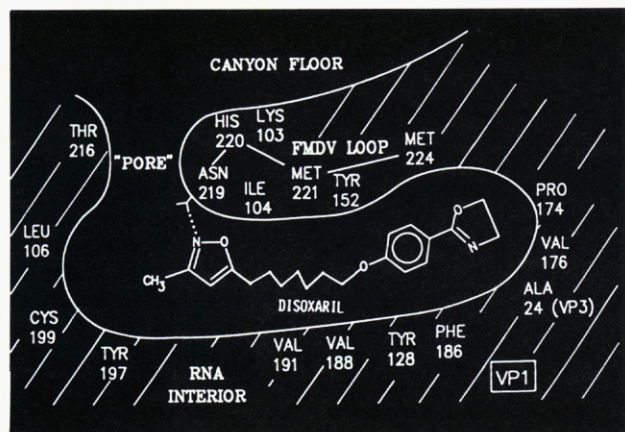 CANYON FLOOR
THR
216
"PORE"
HIS
220
LYS
103
FMDV LOOP
MET
224
ASN
219
ILE
104
MET
221
TYR
152
PRO
174
LEU
106
N
O
O
O
N
VAL
176
CH₃
DISOXARIL
ALA
24 (VP3)
CYS
199
TYR
197
RNA
INTERIOR
VAL
191
VAL
188
TYR
128
PHE
186
VP1